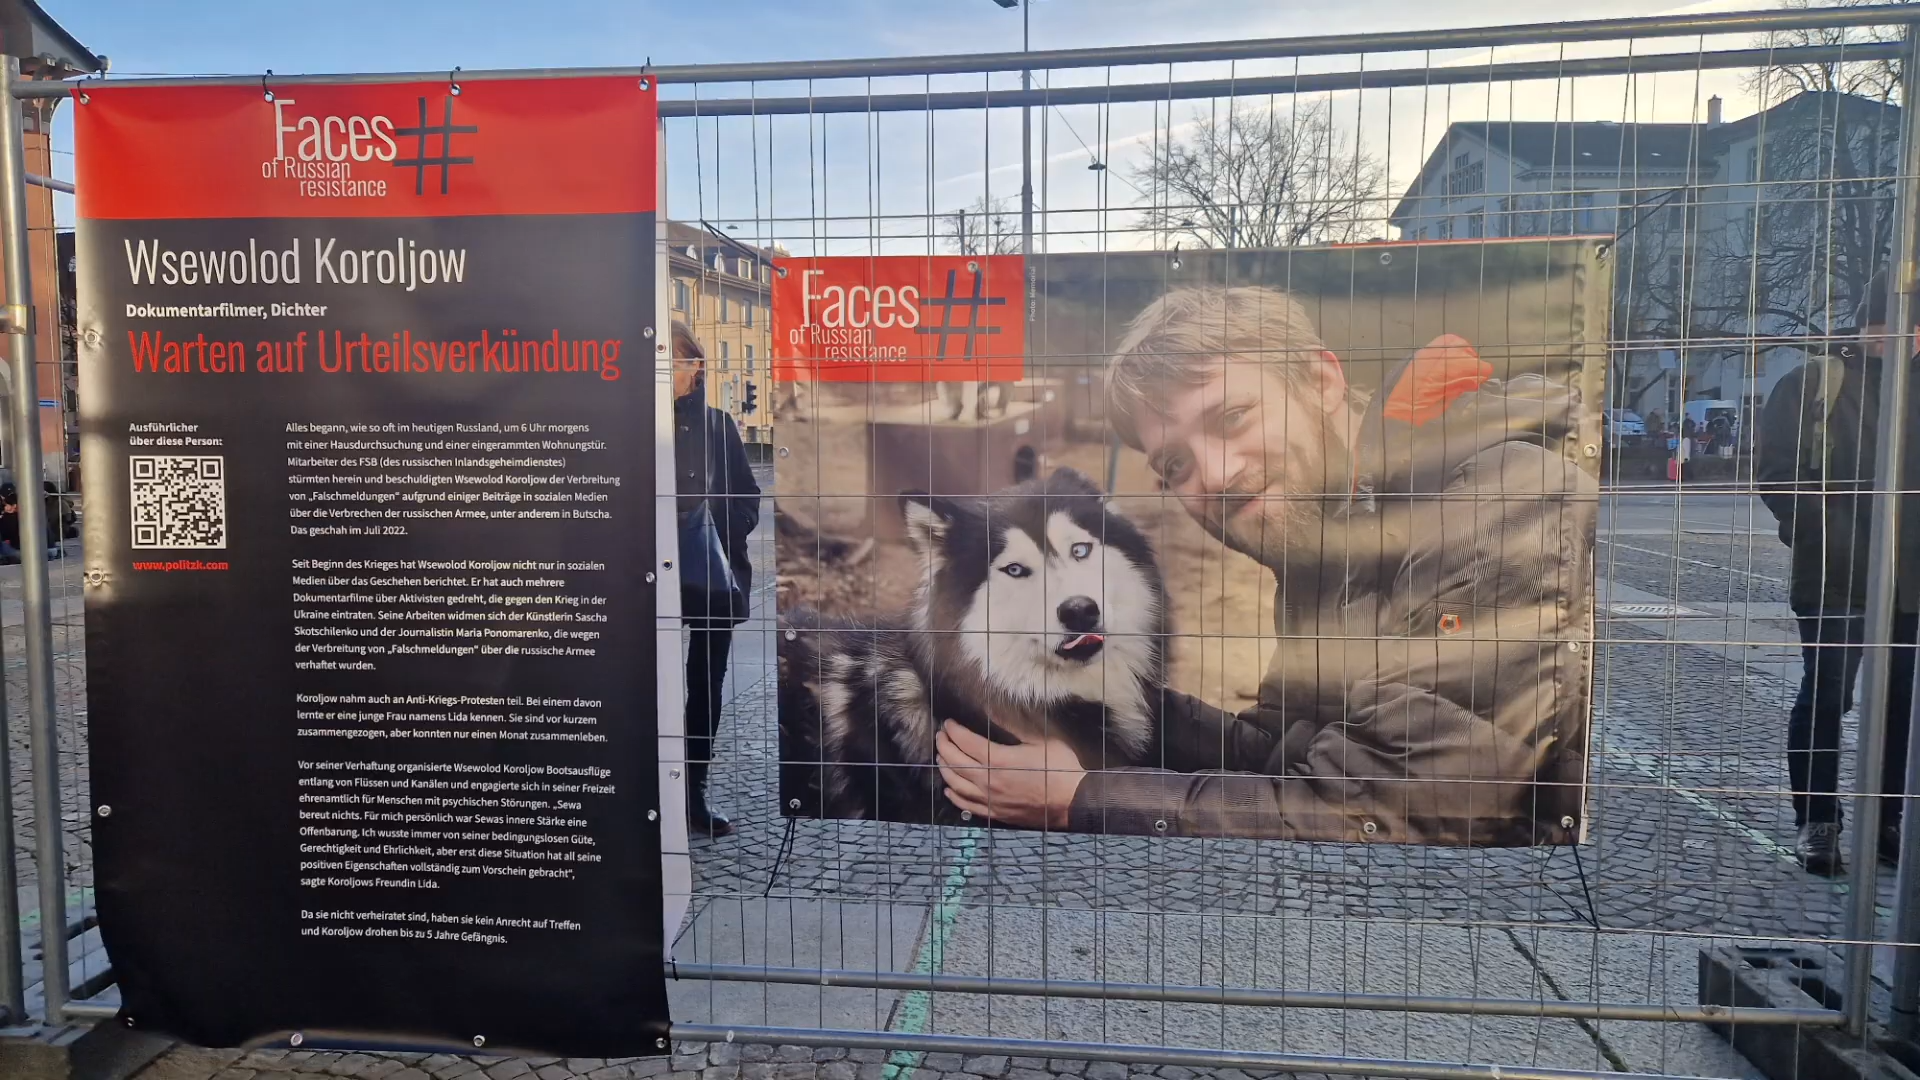 Faces #
of Russian
resistance
Wsewolod Koroljow
Dokumentarfilmer, Dichter
Warten auf Urteilsverkündung
Ausführlicher
über diese Person:
www.politzk.com
Alles begann, wie so oft im heutigen Russland, um 6 Uhr morgens
mit einer Hausdurchsuchung und einer eingerammten Wohnungstür.
Mitarbeiter des FSB (des russischen Inlandsgeheimdienstes)
stürmten herein und beschuldigten Wsewolod Koroljow der Verbreitung
von „Falschmeldungen“ aufgrund einiger Beiträge in sozialen Medien
über die Verbrechen der russischen Armee, unter anderem in Butscha.
Das geschah im Juli 2022.
Seit Beginn des Krieges hat Wsewolod Koroljow nicht nur in sozialen
Medien über das Geschehen berichtet. Er hat auch mehrere
Dokumentarfilme über Aktivisten gedreht, die gegen den Krieg in der
Ukraine eintraten. Seine Arbeiten widmen sich der Künstlerin Sascha
Skotschilenko und der Journalistin Maria Ponomarenko, die wegen
der Verbreitung von „Falschmeldungen“ über die russische Armee
verhaftet wurden.
Koroljow nahm auch an Anti-Kriegs-Protesten teil. Bei einem davon
lernte er eine junge Frau namens Lida kennen. Sie sind vor kurzem
zusammengezogen, aber konnten nur einen Monat zusammenleben.
Vor seiner Verhaftung organisierte Wsewolod Koroljow Bootsausflüge
entlang von Flüssen und Kanälen und engagierte sich in seiner Freizeit
ehrenamtlich für Menschen mit psychischen Störungen. „Sewa
bereut nichts. Für mich persönlich war Sewas innere Stärke eine
Offenbarung. Ich wusste immer von seiner bedingungslosen Güte,
Gerechtigkeit und Ehrlichkeit, aber erst diese Situation hat all seine
positiven Eigenschaften vollständig zum Vorschein gebracht“,
sagte Koroljows Freundin Lida.
Da sie nicht verheiratet sind, haben sie kein Anrecht auf Treffen
und Koroljow drohen bis zu 5 Jahre Gefängnis.
Faces #
of Russian
resistance
Photo: Memorial